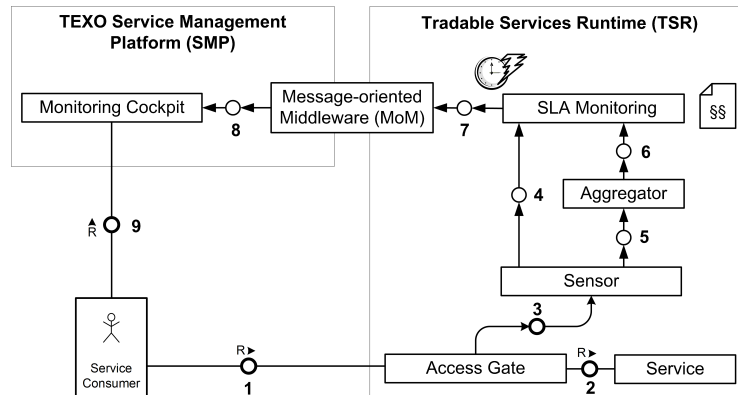 TEXO Service Management
Platform (SMP)
Tradable Services Runtime (TSR)
Monitoring Cockpit
8
Message-oriented
Middleware (MoM)
7
SLA Monitoring
§§
6
4
Aggregator
5
R
9
Sensor
3
Service
Consumer
R
1
Access Gate
R
2
Service